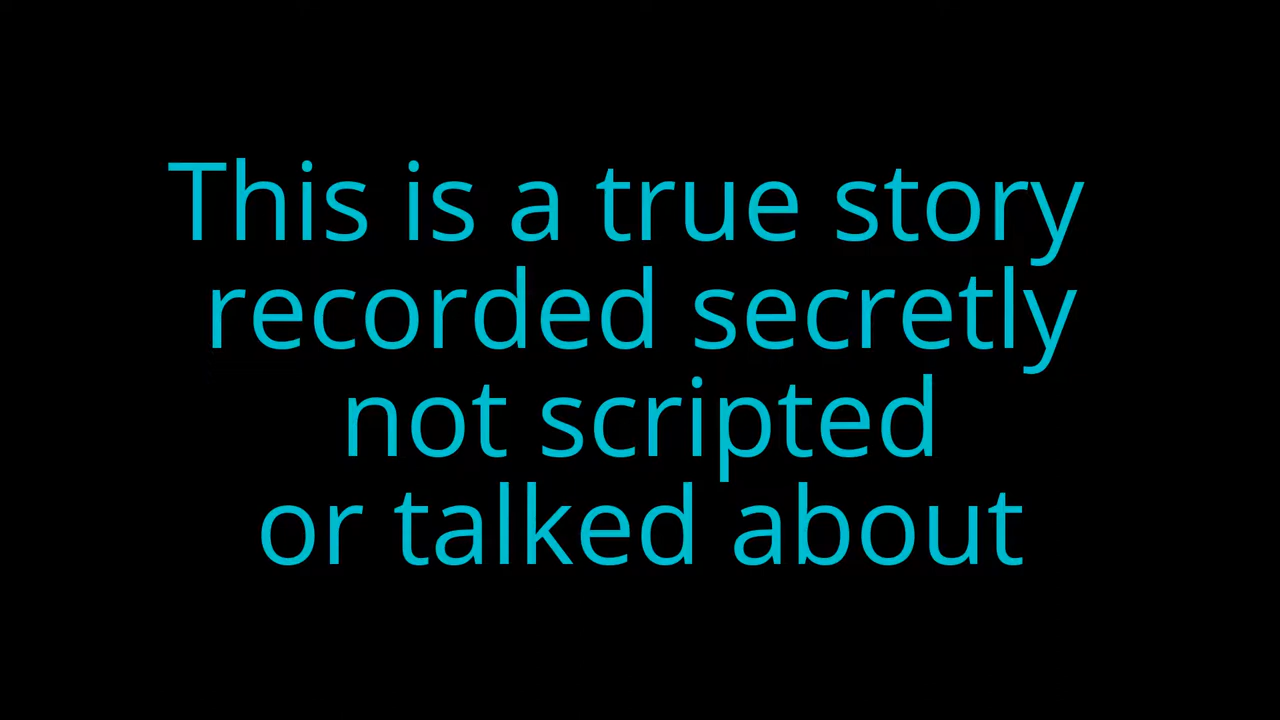 This is a true story
recorded secretly
not scripted
or talked about